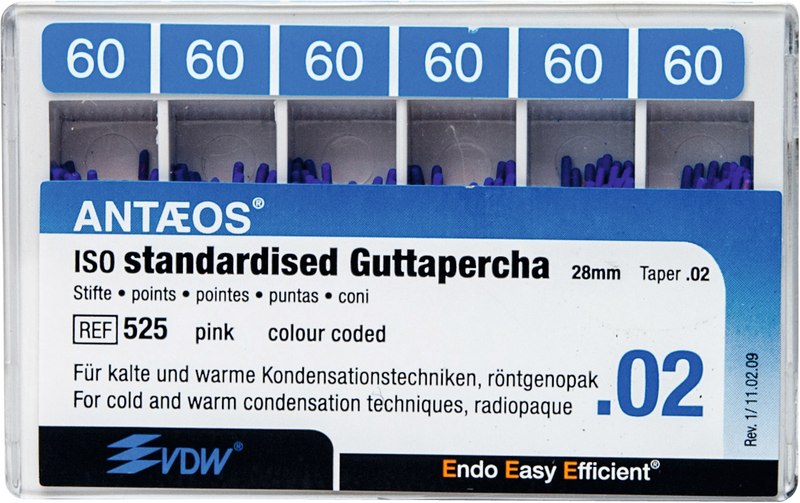 60 60 60 60 60 60
ANTÆOS®
ISO standardised Guttapercha 28mm Taper .02
Stifte • points • pointes • puntas • coni
REF 525 pink colour coded
Für kalte und warme Kondensationstechniken, röntgenopak
For cold and warm condensation techniques, radiopaque
.02
Rev. 1/ 11.02.09
VDW®
Endo Easy Efficient®